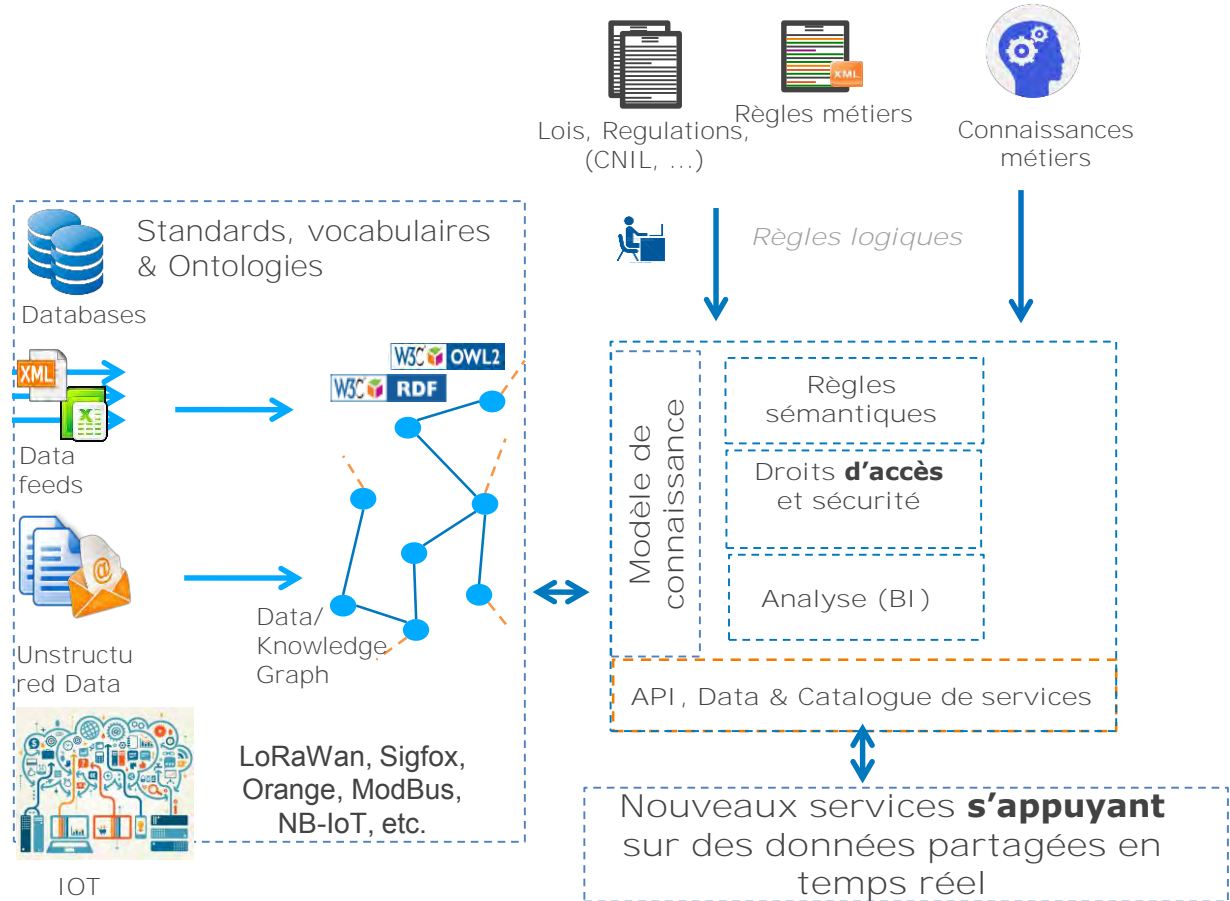 XML
Lois, Regulations,
(CNIL, ...)
Règles métiers
Connaissances
métiers
Règles logiques
Standards, vocabulaires
& Ontologies
Databases
XML
Data
feeds
W3C OWL2
W3C RDF
@
Unstructu
red Data
Data/
Knowledge
Graph
LoRaWan, Sigfox,
Orange, ModBus,
NB-IoT, etc.
IOT
Modèle de
connaissance
Règles
sémantiques
Droits d’accès
et sécurité
Analyse (BI)
API, Data & Catalogue de services
Nouveaux services s’appuyant
sur des données partagées en
temps réel